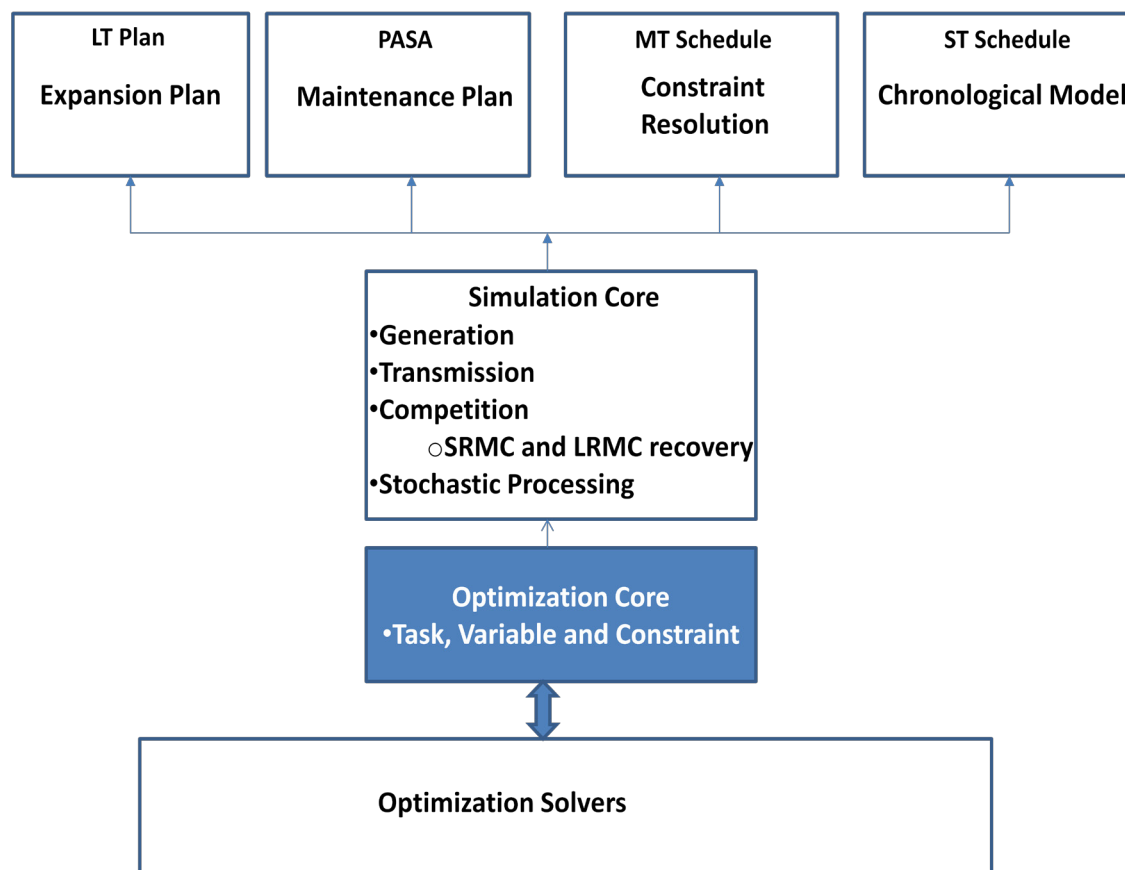 LT Plan
Expansion Plan
PASA
Maintenance Plan
MT Schedule
Constraint
Resolution
ST Schedule
Chronological Model
Simulation Core
•Generation
•Transmission
•Competition
○SRMC and LRMC recovery
•Stochastic Processing
Optimization Core
•Task, Variable and Constraint
Optimization Solvers